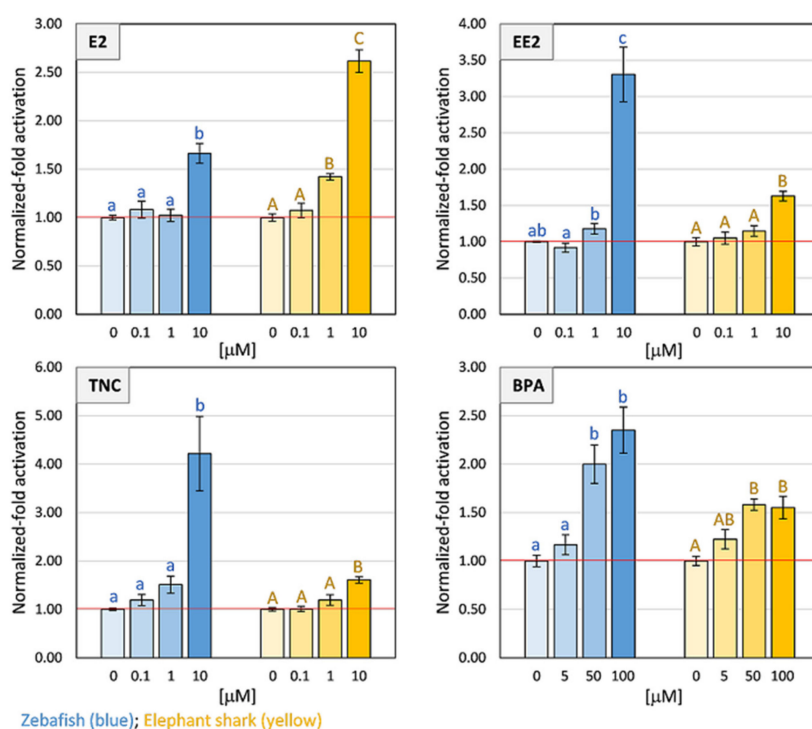 E2
Normalized-fold activation
3.00
2.50
2.00
1.50
1.00
0.50
0.00
a a a b A A B C
0 0.1 1 10 0 0.1 1 10
[µM]
EE2
Normalized-fold activation
4.00
3.50
3.00
2.50
2.00
1.50
1.00
0.50
0.00
ab a b c A A A B
0 0.1 1 10 0 0.1 1 10
[µM]
TNC
Normalized-fold activation
6.00
5.00
4.00
3.00
2.00
1.00
0.00
a a a b A A A B
0 0.1 1 10 0 0.1 1 10
[µM]
BPA
Normalized-fold activation
3.00
2.50
2.00
1.50
1.00
0.50
0.00
a a b b A AB B B
0 5 50 100 0 5 50 100
[µM]
Zebafish (blue); Elephant shark (yellow)